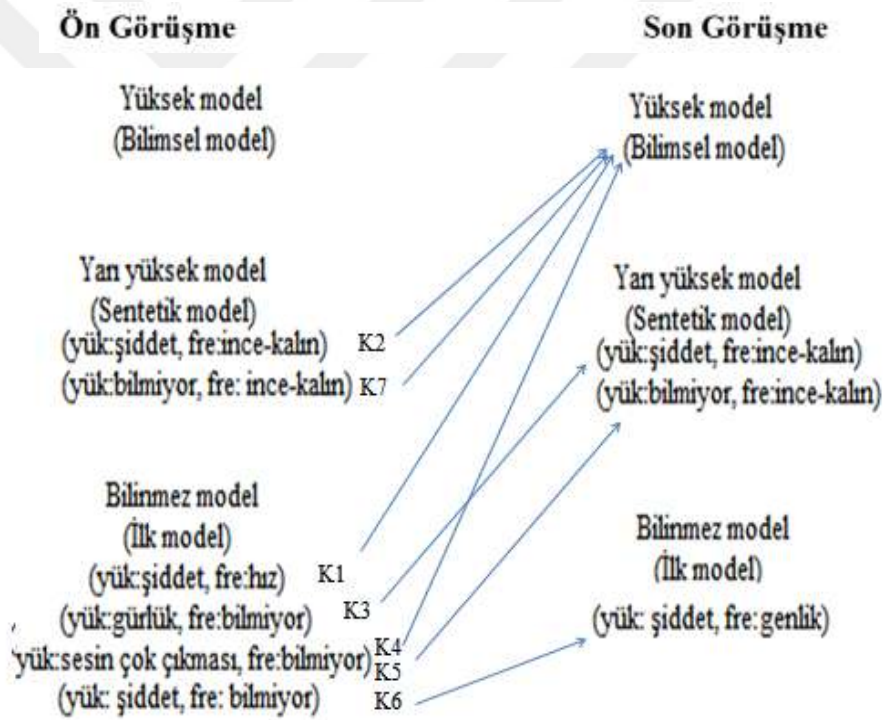 Ön Görüşme
Yüksek model
(Bilimsel model)
Yarı yüksek model
(Sentetik model)
(yük:şiddet, fre:ince-kalın) K2
(yük:bilmiyor, fre: ince-kalın) K7
Bilinmez model
(İlk model)
(yük:şiddet, fre:hız) K1
(yük:gürlük, fre:bilmiyor) K3
(yük:sesin çok çıkması, fre:bilmiyor) K4
K5
(yük: şiddet, fre: bilmiyor) K6
Son Görüşme
Yüksek model
(Bilimsel model)
Yarı yüksek model
(Sentetik model)
(yük:şiddet, fre:ince-kalın)
(yük:bilmiyor, fre:ince-kalın)
Bilinmez model
(İlk model)
(yük: şiddet, fre:genlik)